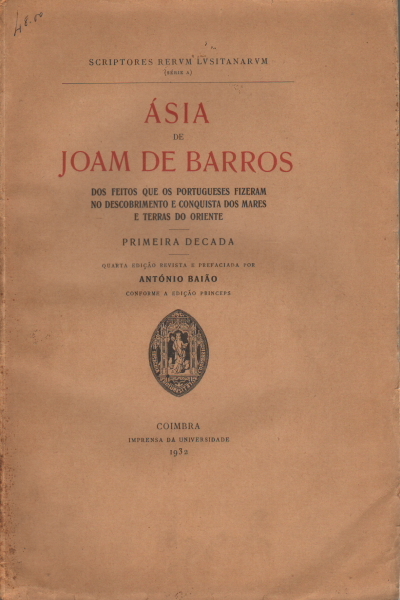 48.00
SCRIPTORES RERVM LVSITANARVM
(SÉRIE A)
ÁSIA
DE
JOAM DE BARROS
DOS FEITOS QUE OS PORTUGUESES FIZERAM
NO DESCOBRIMENTO E CONQUISTA DOS MARES
E TERRAS DO ORIENTE
PRIMEIRA DECADA
QUARTA EDIÇÃO REVISTA E PREFACIADA POR
ANTÓNIO BAIÃO
CONFORME A EDIÇÃO PRINCEPS
COIMBRA
IMPRENSA DA UNIVERSIDADE
1932